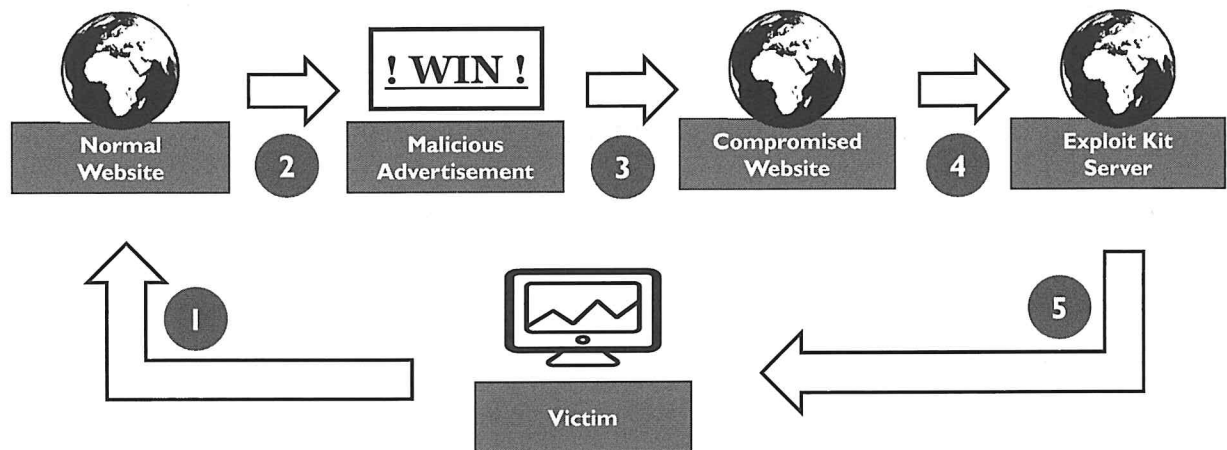 ! WIN !
Normal
Website
2
Malicious
Advertisement
3
Compromised
Website
4
Exploit Kit
Server
1
5
Victim